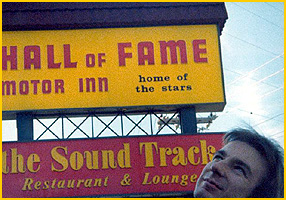 HALL OF FAME
MOTOR INN
home of
the stars
the Sound Track
Restaurant & Lounge